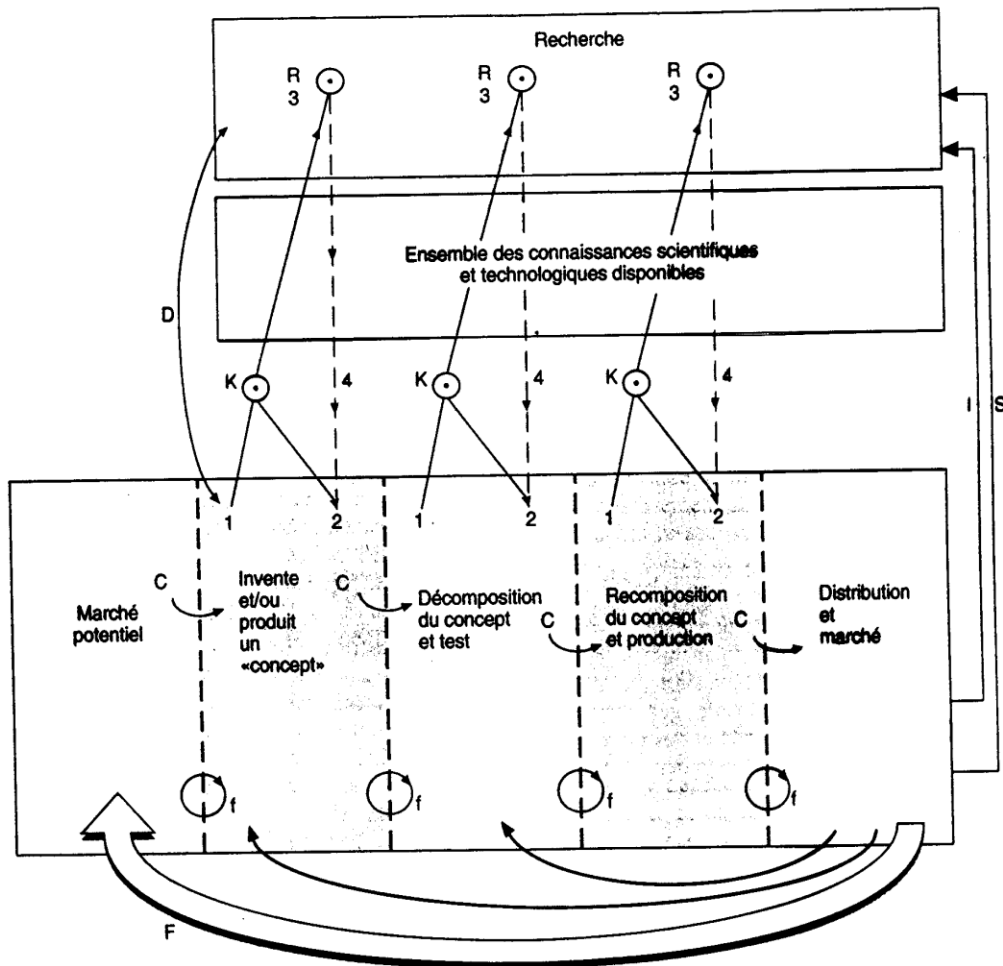 Recherche
R
3
R
3
R
3
Ensemble des connaissances scientifiques
et technologiques disponibles
D
K
4
K
4
K
4
I
S
1
2
1
2
1
2
C
Marché
potentiel
Invente
et/ou
produit
un
«concept»
C
Décomposition
du concept
et test
C
Recomposition
du concept
et production
C
Distribution
et
marché
f
f
f
f
F